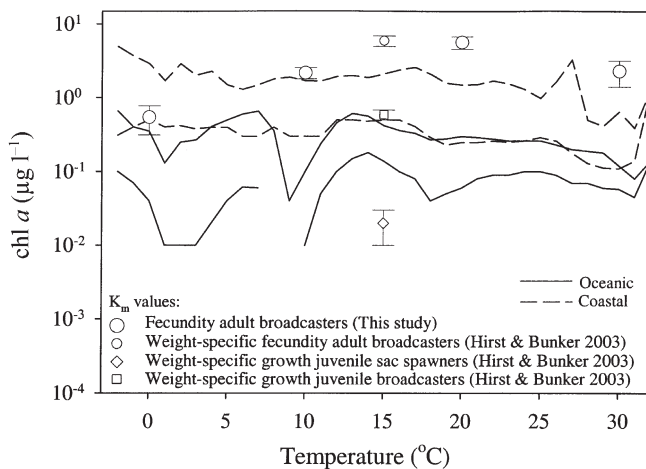 10¹
10⁰
10⁻¹
10⁻²
10⁻³
10⁻⁴
chl a (µg l⁻¹)
Oceanic
Coastal
Kₘ values:
Fecundity adult broadcasters (This study)
Weight-specific fecundity adult broadcasters (Hirst & Bunker 2003)
Weight-specific growth juvenile sac spawners (Hirst & Bunker 2003)
Weight-specific growth juvenile broadcasters (Hirst & Bunker 2003)
0 5 10 15 20 25 30
Temperature (°C)